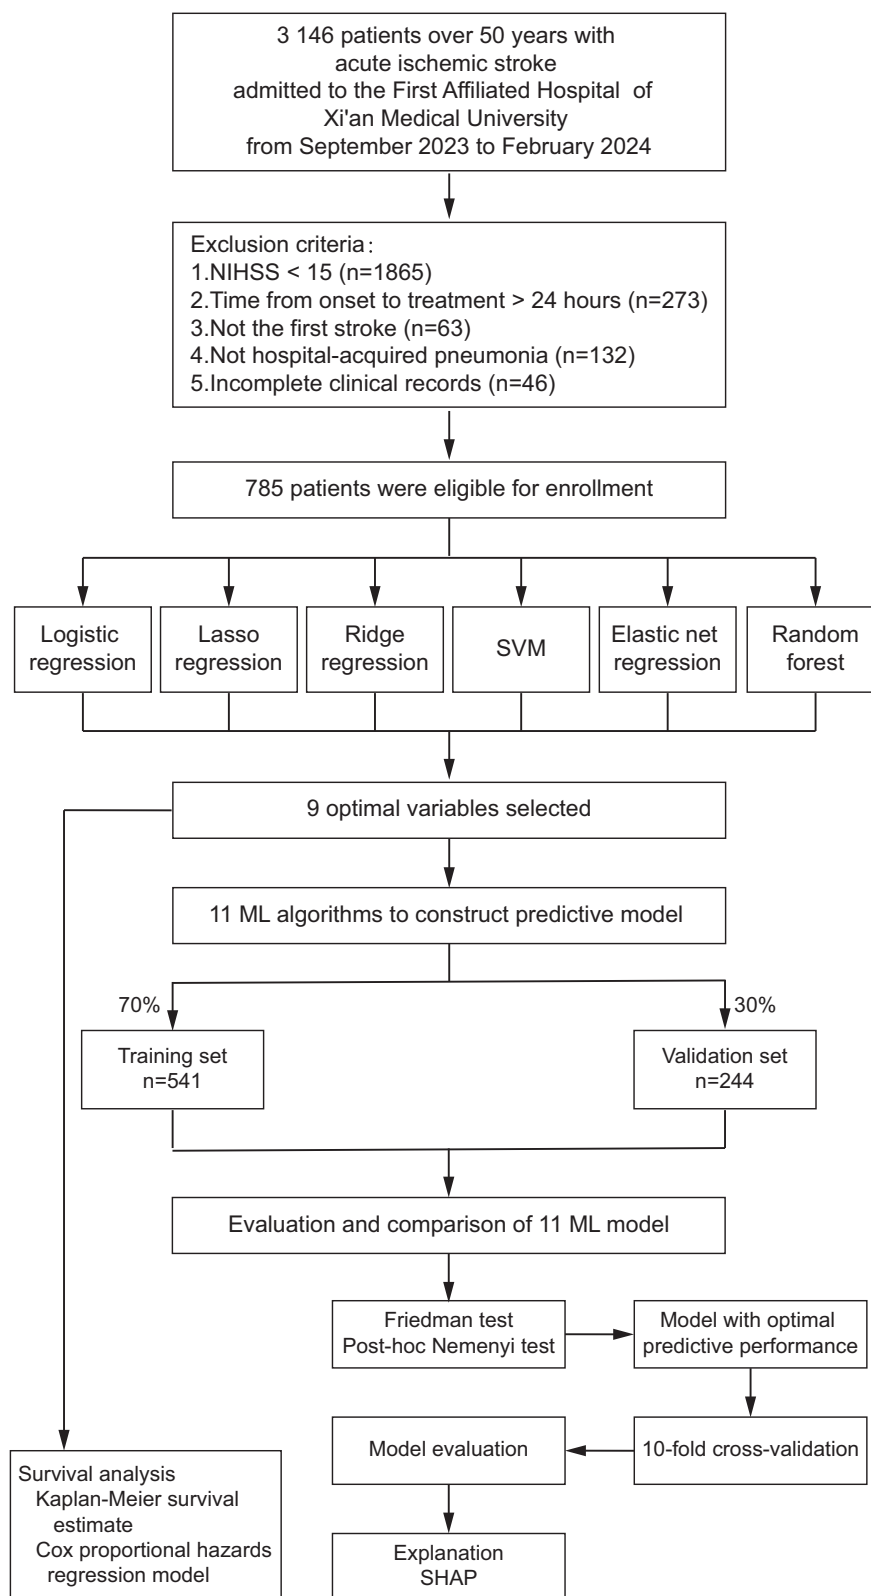 3 146 patients over 50 years with
acute ischemic stroke
admitted to the First Affiliated Hospital of
Xi'an Medical University
from September 2023 to February 2024
Exclusion criteria:
1.NIHSS < 15 (n=1865)
2.Time from onset to treatment > 24 hours (n=273)
3.Not the first stroke (n=63)
4.Not hospital-acquired pneumonia (n=132)
5.Incomplete clinical records (n=46)
785 patients were eligible for enrollment
Logistic
regression
Lasso
regression
Ridge
regression
SVM
Elastic net
regression
Random
forest
9 optimal variables selected
11 ML algorithms to construct predictive model
70%
30%
Training set
n=541
Validation set
n=244
Evaluation and comparison of 11 ML model
Friedman test
Post-hoc Nemenyi test
Model with optimal
predictive performance
Model evaluation
10-fold cross-validation
Survival analysis
Kaplan-Meier survival
estimate
Cox proportional hazards
regression model
Explanation
SHAP